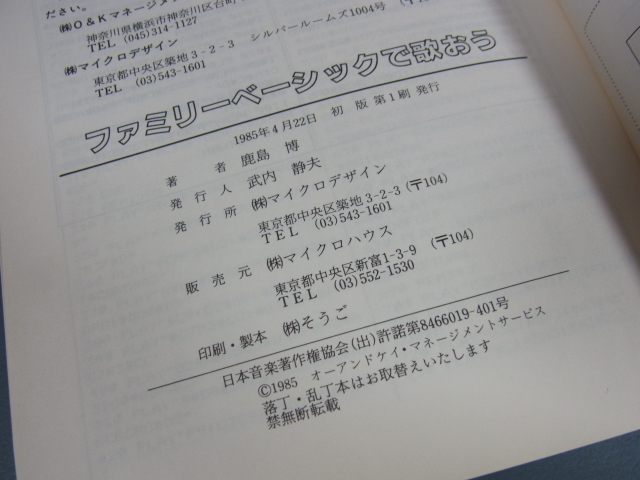 ださい。
㈱O&Kマネージメン
神奈川県横浜市神奈川区台町
TEL (045)314-1127
㈱マイクロデザイン
東京都中央区築地3-2-3 シルバールームズ1004号 (〒104)
TEL (03)543-1601
ファミリーベーシックで歌おう
1985年4月22日 初版 第1刷 発行
著者 鹿島 博
発行人 武内 静夫
発行所 ㈱マイクロデザイン
東京都中央区築地3-2-3 (〒104)
TEL (03)543-1601
販売元 ㈱マイクロハウス
東京都中央区新富1-3-9 (〒104)
TEL (03)552-1530
印刷・製本 ㈱そうご
日本音楽著作権協会(出)許諾第8466019-401号
©1985 オーアンドケイ・マネージメントサービス
落丁・乱丁本はお取替えいたします
禁無断転載